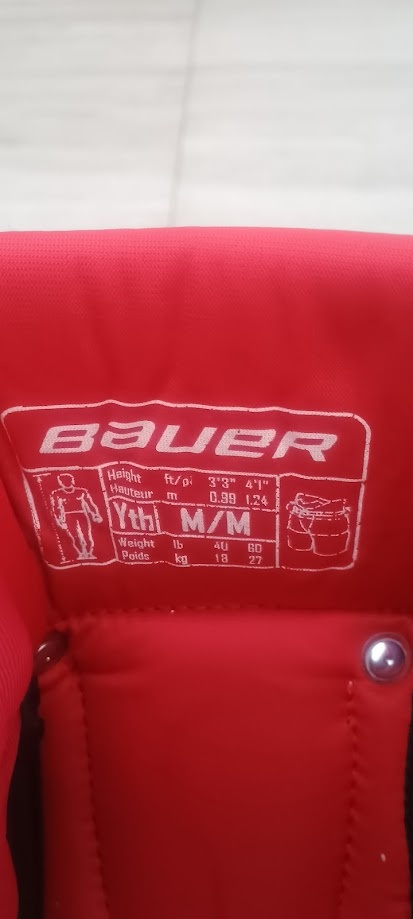 BAUER
Height ft/pi 3'3" 4'1"
Hauteur m 0.99 1.24
Yth M/M
Weight lb 40 60
Poids kg 18 27